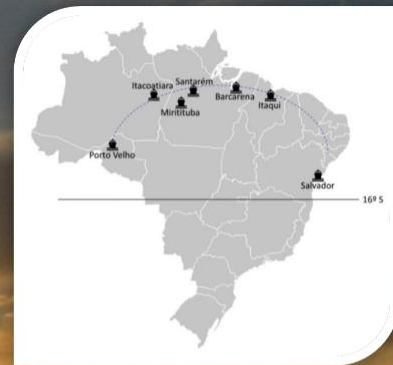 Itacoatiara
Santarém
Miritituba
Barcarena
Itaqui
Porto Velho
Salvador
16º S